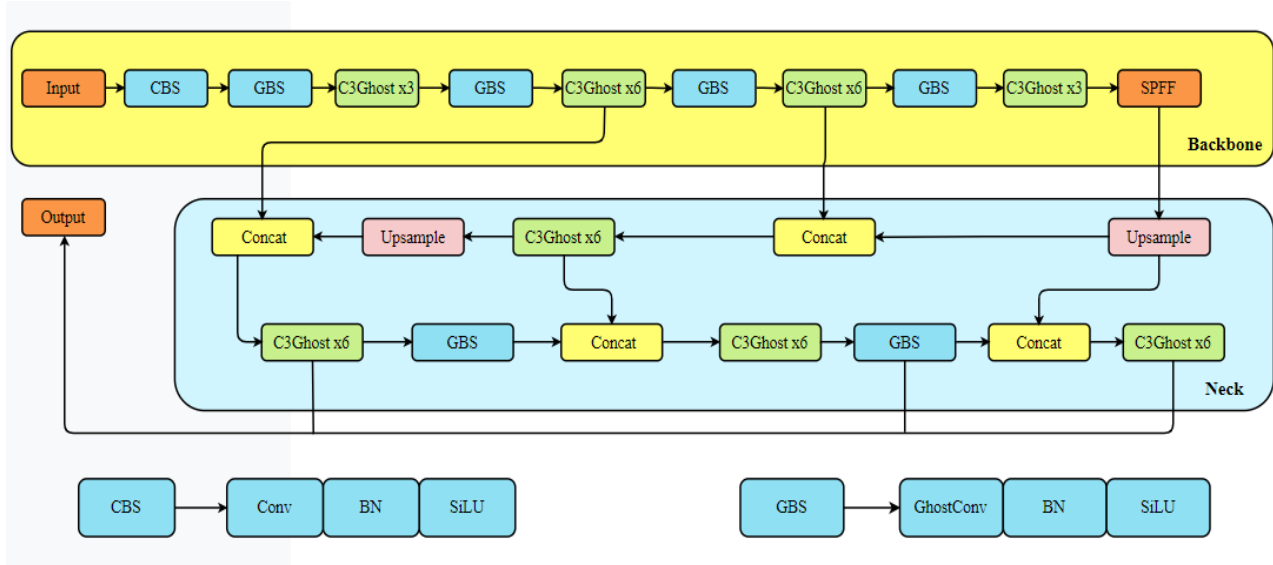 Input
CBS
GBS
C3Ghost x3
GBS
C3Ghost x6
GBS
C3Ghost x6
GBS
C3Ghost x3
SPFF
Backbone
Output
Concat
Upsample
C3Ghost x6
Concat
Upsample
C3Ghost x6
GBS
Concat
C3Ghost x6
GBS
Concat
C3Ghost x6
Neck
CBS
Conv
BN
SiLU
GBS
GhostConv
BN
SiLU